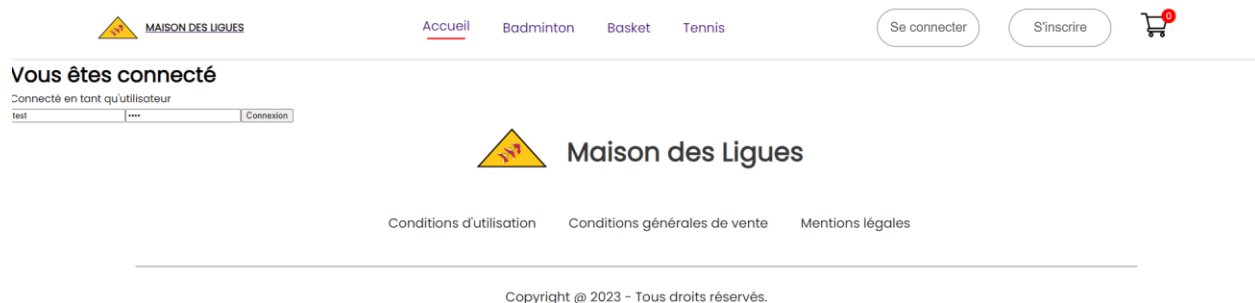 MAISON DES LIGUES Accueil Badminton Basket Tennis Se connecter S'inscrire 0
Vous êtes connecté
Connecté en tant qu'utilisateur
test •••• Connexion
Maison des Ligues
Conditions d'utilisation Conditions générales de vente Mentions légales
Copyright @ 2023 - Tous droits réservés.